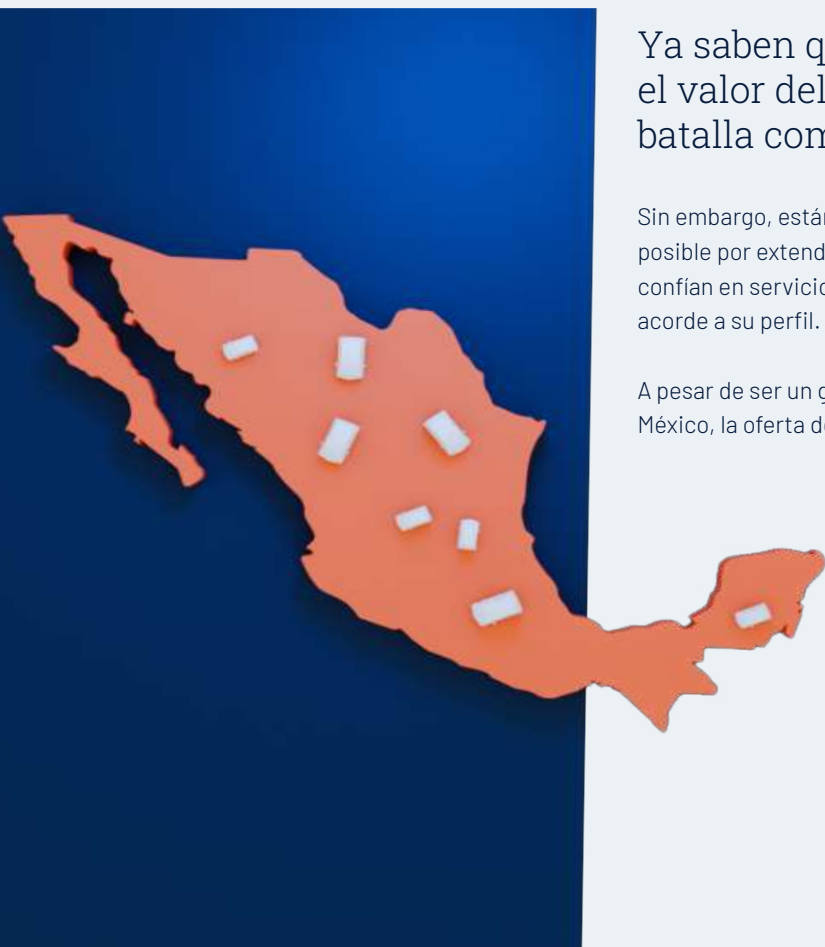 Ya saben q
el valor del
batalla com
Sin embargo, están
posible por extend
confían en servicio
acorde a su perfil.
A pesar de ser un g
México, la oferta de